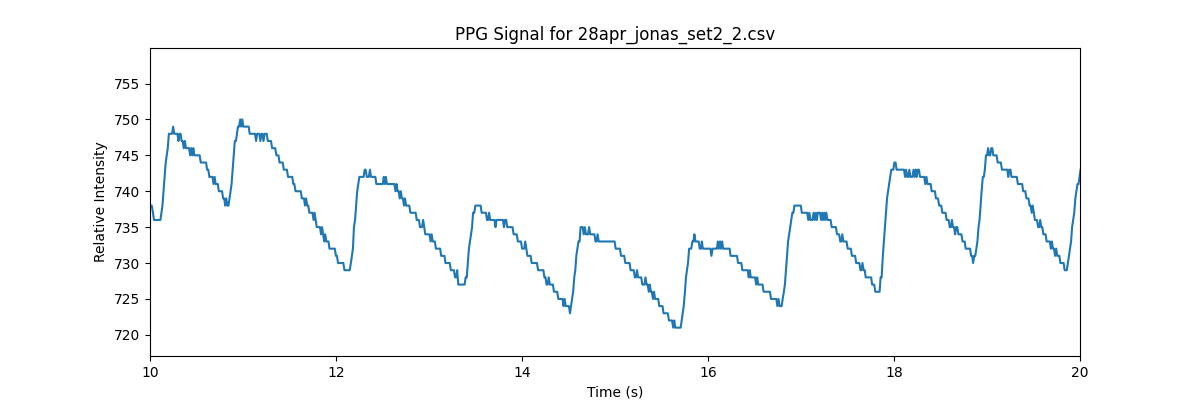 PPG Signal for 28apr_jonas_set2_2.csv
755
750
745
740
735
730
725
720
Relative Intensity
10 12 14 16 18 20
Time (s)